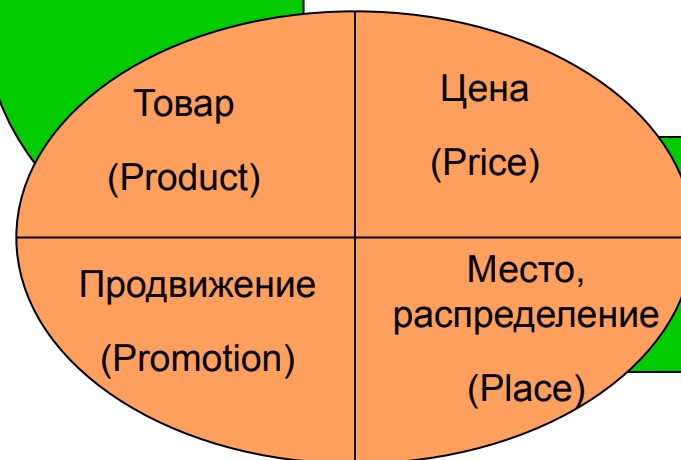 Товар
(Product)
Цена
(Price)
Продвижение
(Promotion)
Место,
распределение
(Place)